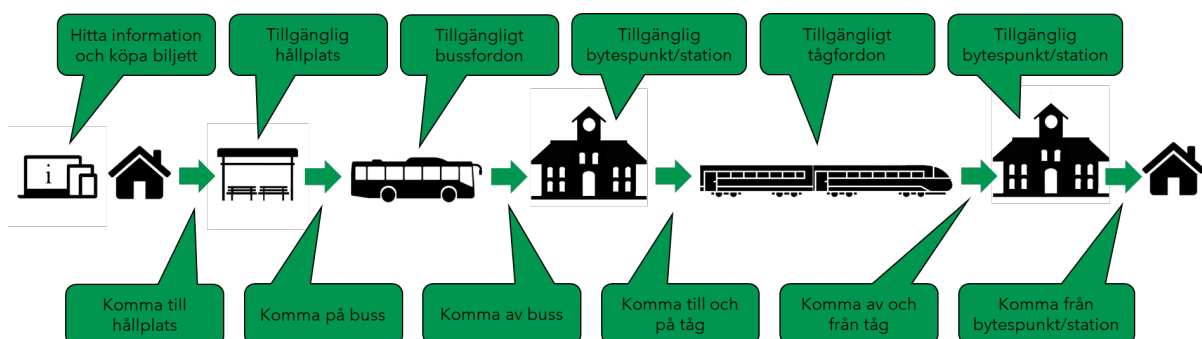 Hitta information
och köpa biljett
Tillgänglig
hållplats
Tillgängligt
bussfordon
Tillgänglig
bytespunkt/station
Tillgängligt
tågfordon
Tillgänglig
bytespunkt/station
i
Komma till
hållplats
Komma på buss
Komma av buss
Komma till och
på tåg
Komma av och
från tåg
Komma från
bytespunkt/station